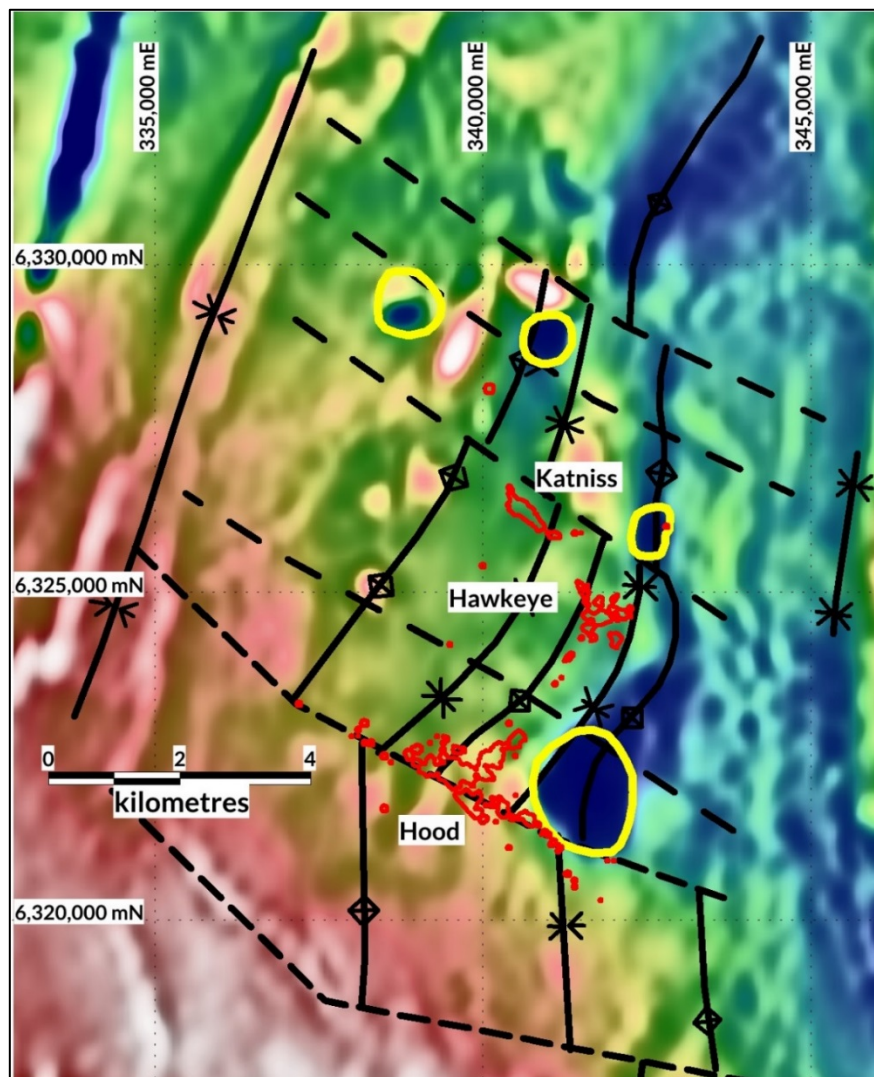 335,000 mE
340,000 mE
345,000 mE
6,330,000 mN
Katniss
6,325,000 mN
Hawkeye
0 2 4
kilometres
Hood
6,320,000 mN